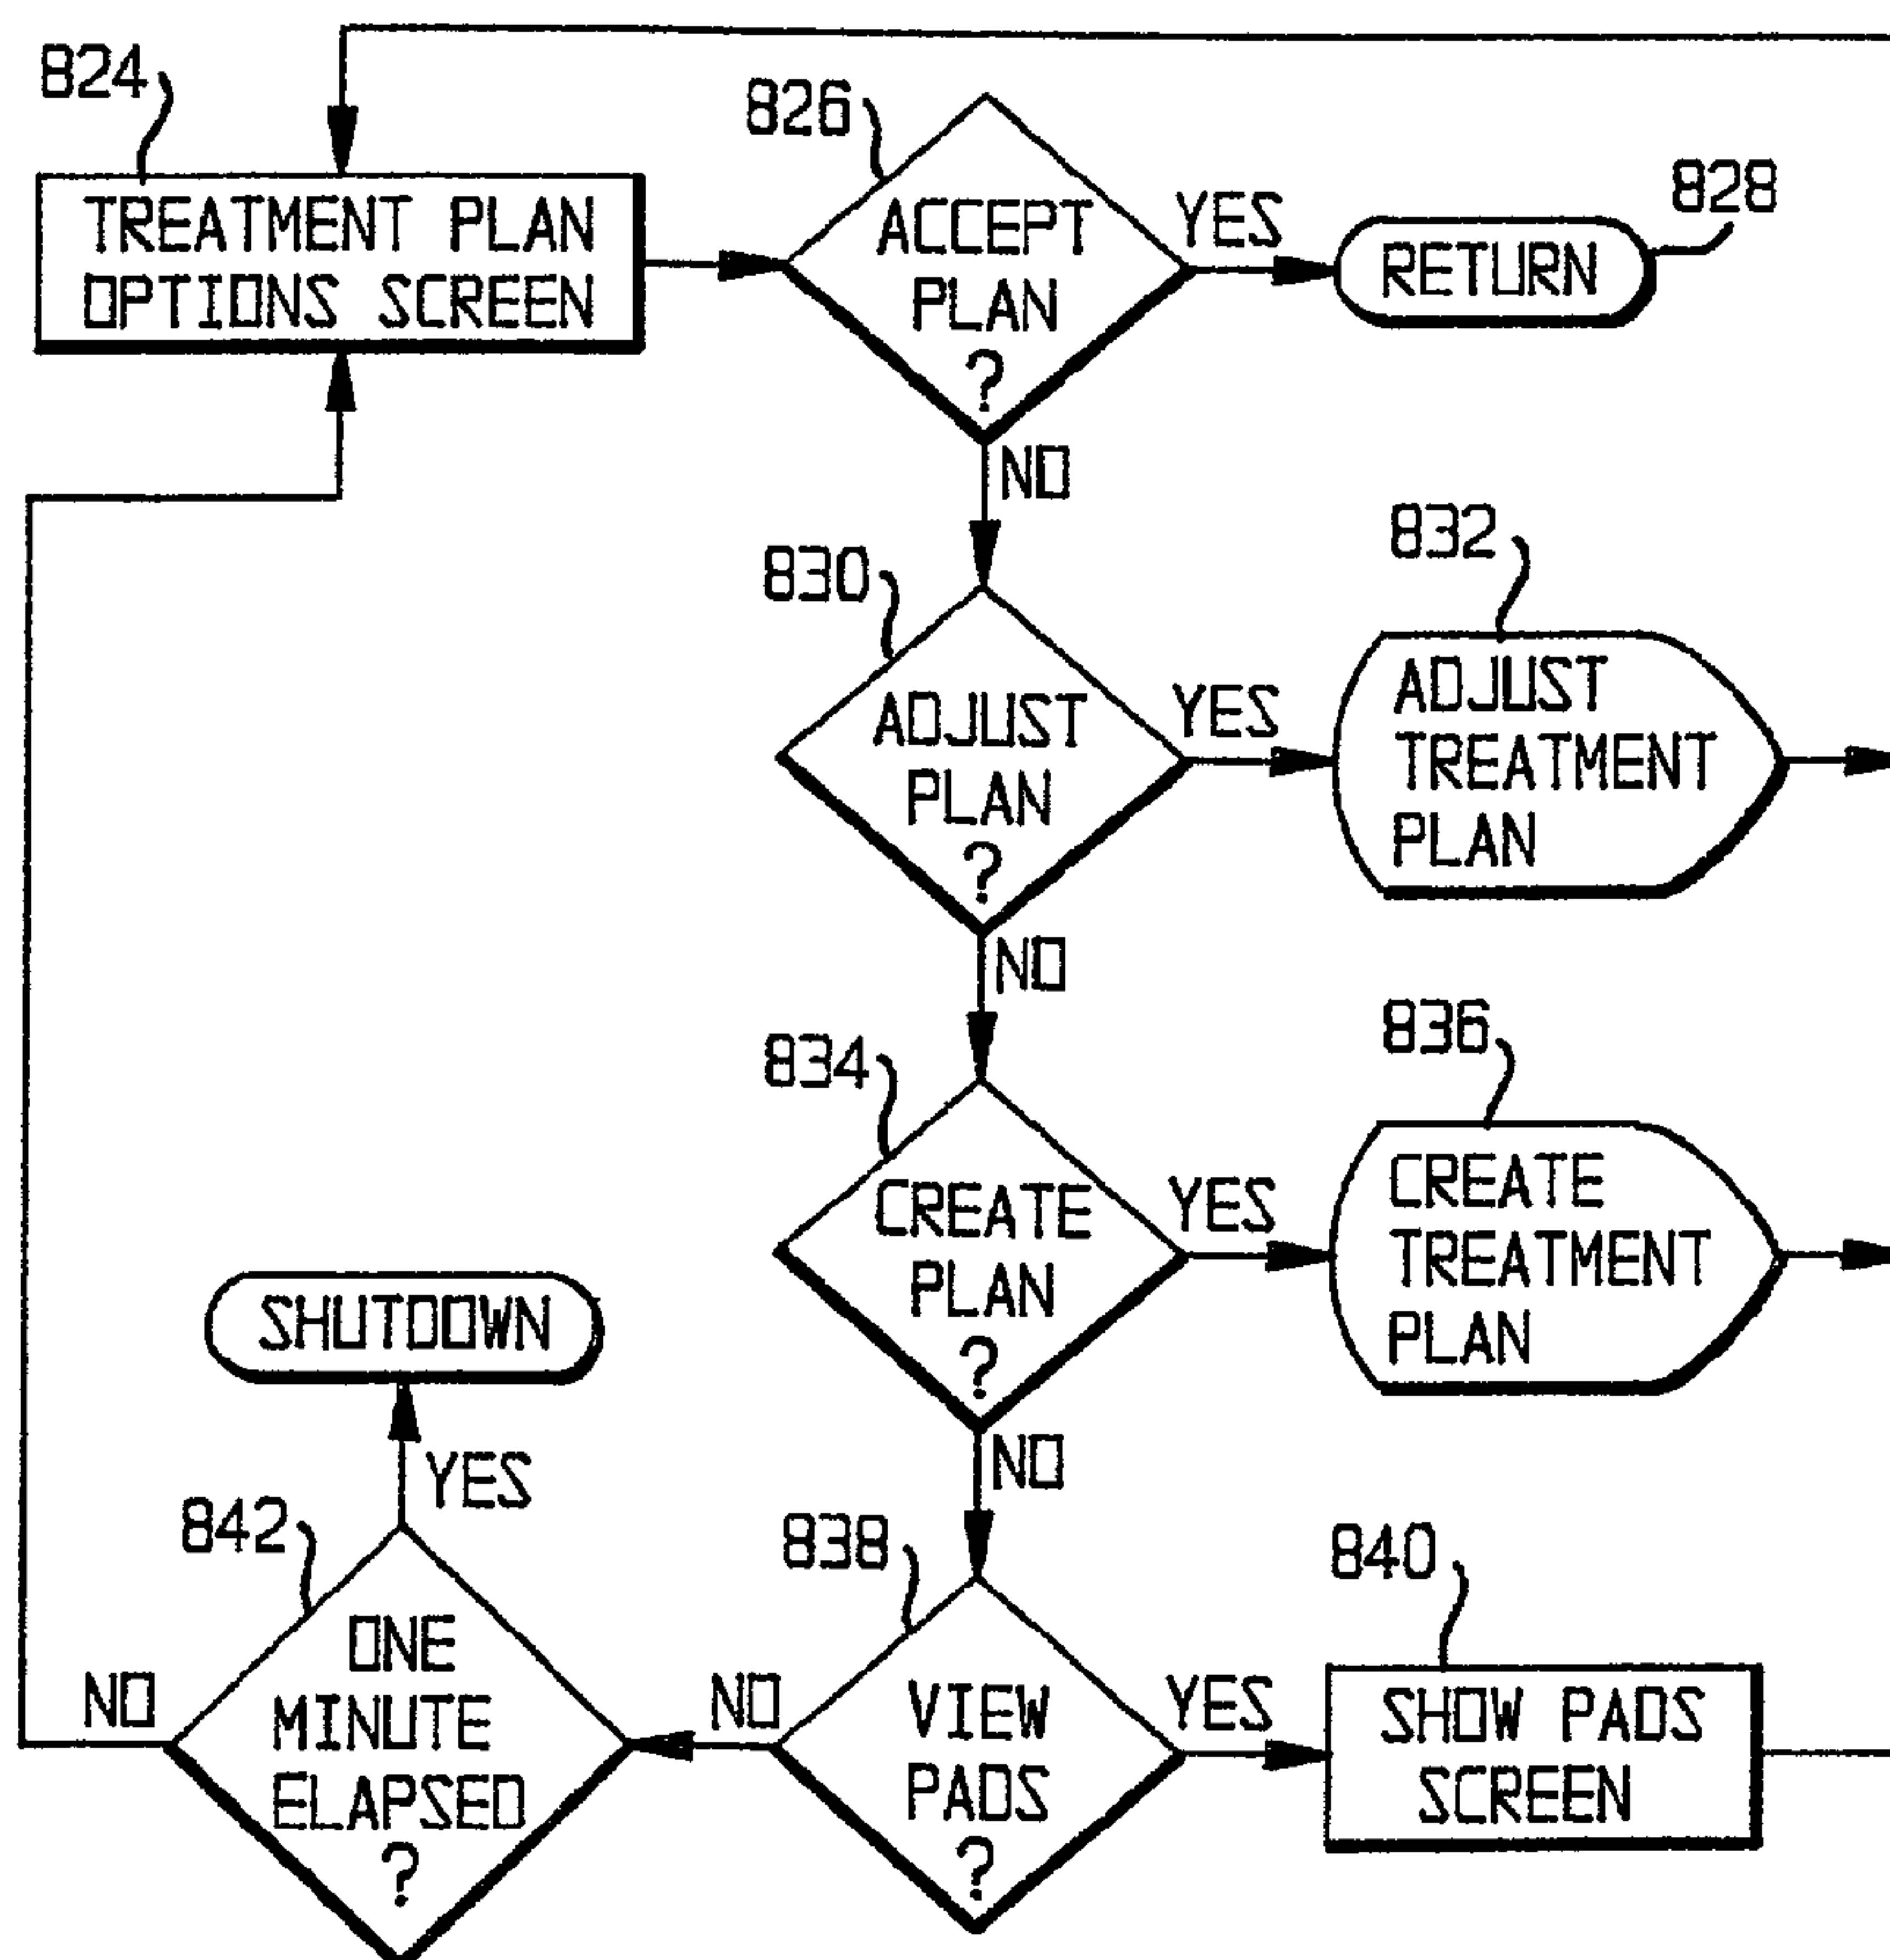 824
TREATMENT PLAN
OPTIONS SCREEN
826
ACCEPT
PLAN
?
YES
RETURN
828
NO
830
ADJUST
PLAN
?
YES
832
ADJUST
TREATMENT
PLAN
NO
834
CREATE
PLAN
?
YES
836
CREATE
TREATMENT
PLAN
NO
838
VIEW
PADS
?
YES
840
SHOW PADS
SCREEN
NO
842
ONE
MINUTE
ELAPSED
?
YES
SHUTDOWN
NO